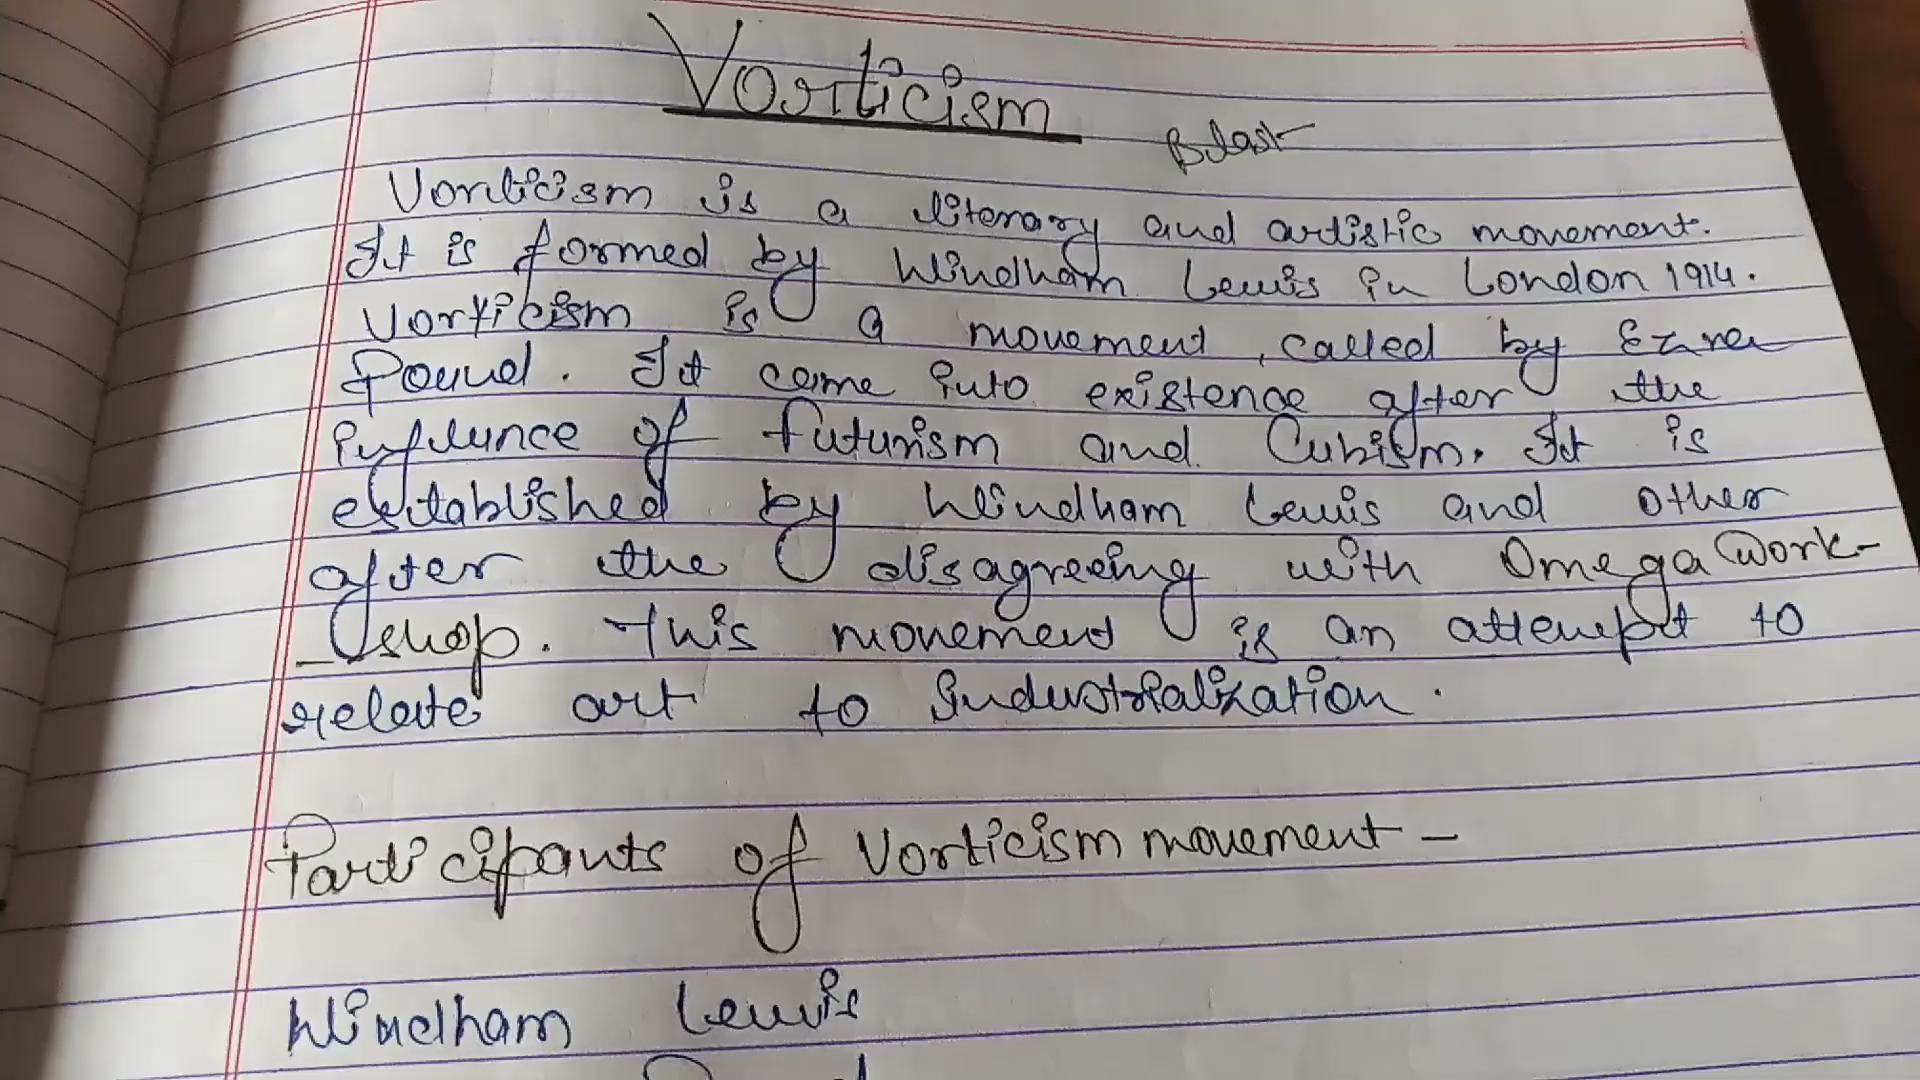 Vorticism
Blast
Vorticism is a literary and artistic movement.
It is formed by Windham Lewis in London 1914.
Vorticism is a movement, called by Ezra
Pound. It came into existence after the
influnce of futurism and Cubism. It is
established by Windham Lewis and other
after the disagreeing with Omega Work-
-shop. This movement is an attempt to
relate art to industrialization.
Participants of Vorticism movement -
Windham Lewis